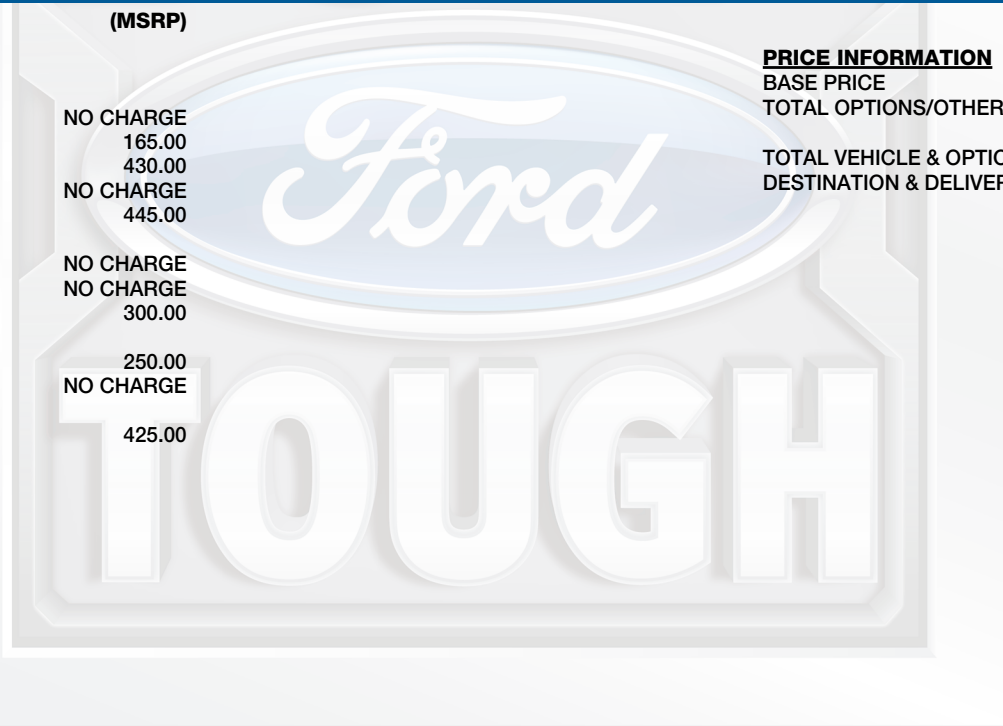 (MSRP)
NO CHARGE
165.00
430.00
NO CHARGE
445.00
NO CHARGE
NO CHARGE
300.00
250.00
NO CHARGE
425.00
PRICE INFORMATION
BASE PRICE
TOTAL OPTIONS/OTHER
TOTAL VEHICLE & OPTIO
DESTINATION & DELIVER
Ford
TOUGH